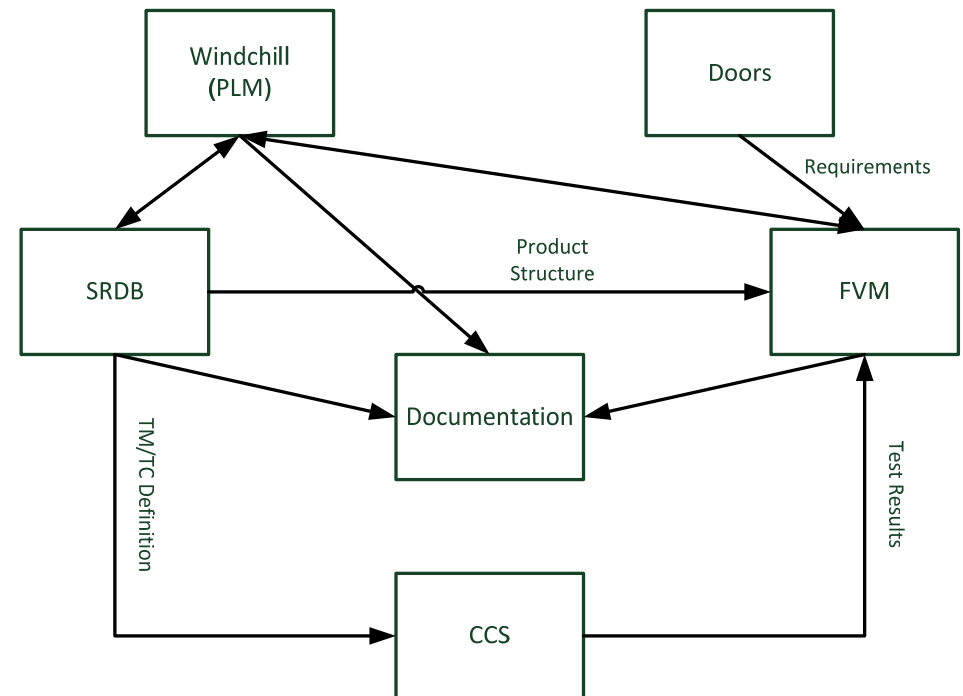 Windchill
(PLM)
Doors
Requirements
Product
Structure
SRDB
FVM
Documentation
TM/TC Definition
Test Results
CCS